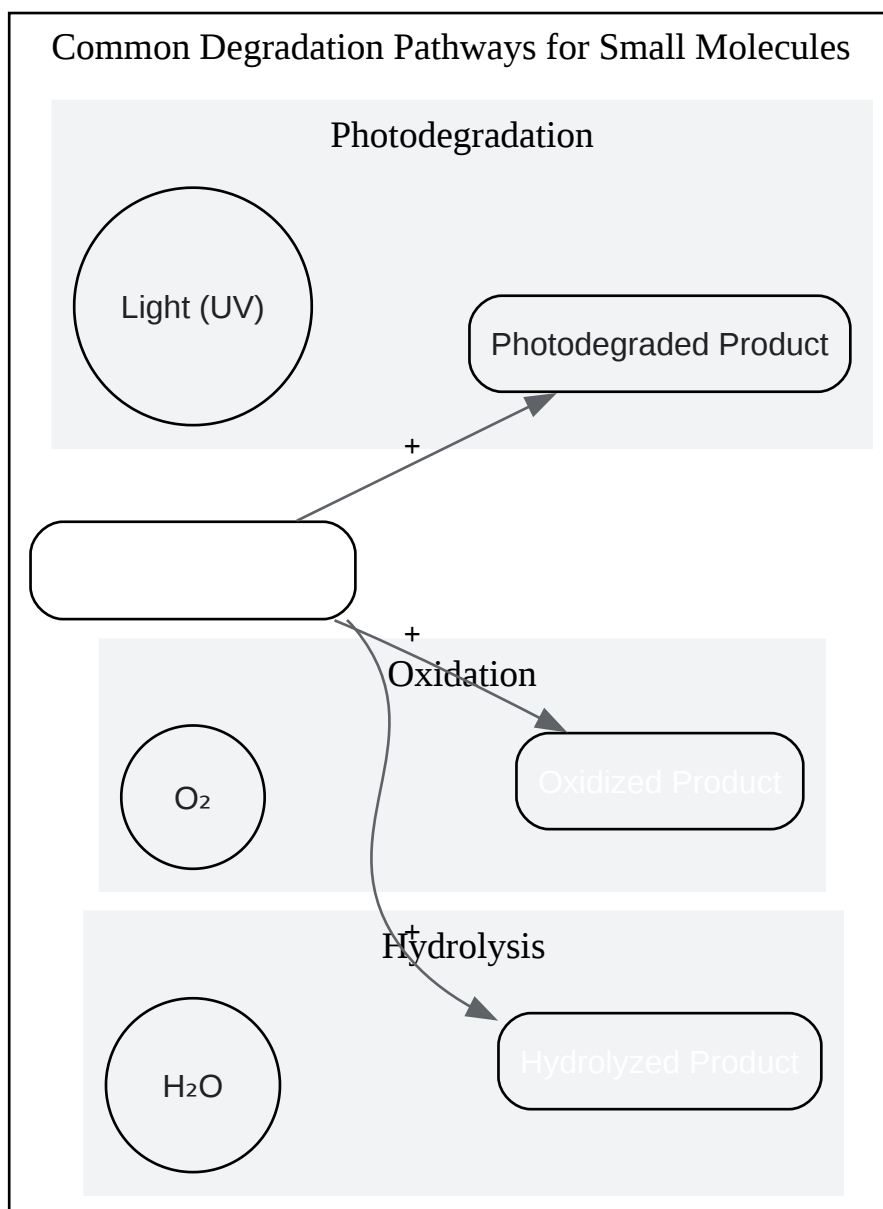 Common Degradation Pathways for Small Molecules
Photodegradation
Light (UV)
Photodegraded Product
+
+
Oxidation
O₂
Oxidized Product
+
Hydrolysis
H₂O
Hydrolyzed Product